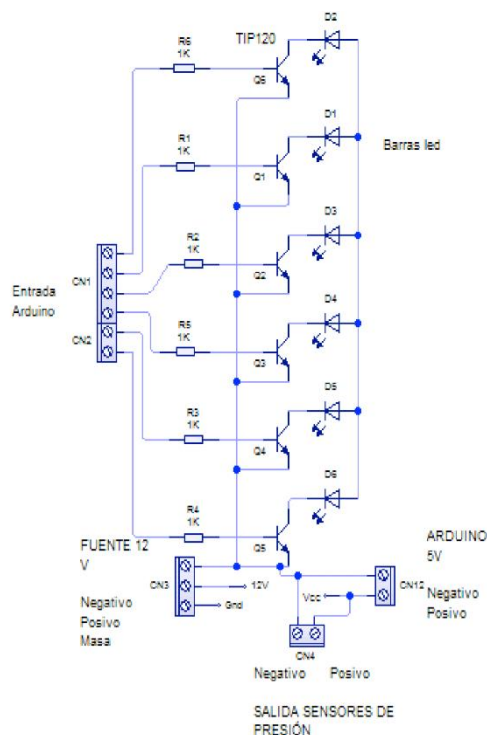 D2
R6
1K
TIP120
Q6
D1
R1
1K
Barras led
Q1
D3
R2
1K
CN1
Entrada
Arduino
Q2
D4
R5
1K
CN2
Q3
D5
R3
1K
Q4
D6
R4
1K
Q5
FUENTE 12
V
Negativo
Posivo
Masa
CN3
12V
Gnd
Vcc
ARDUINO
5V
CN12
Negativo
Posivo
CN4
Negativo Posivo
SALIDA SENSORES DE
PRESIÓN